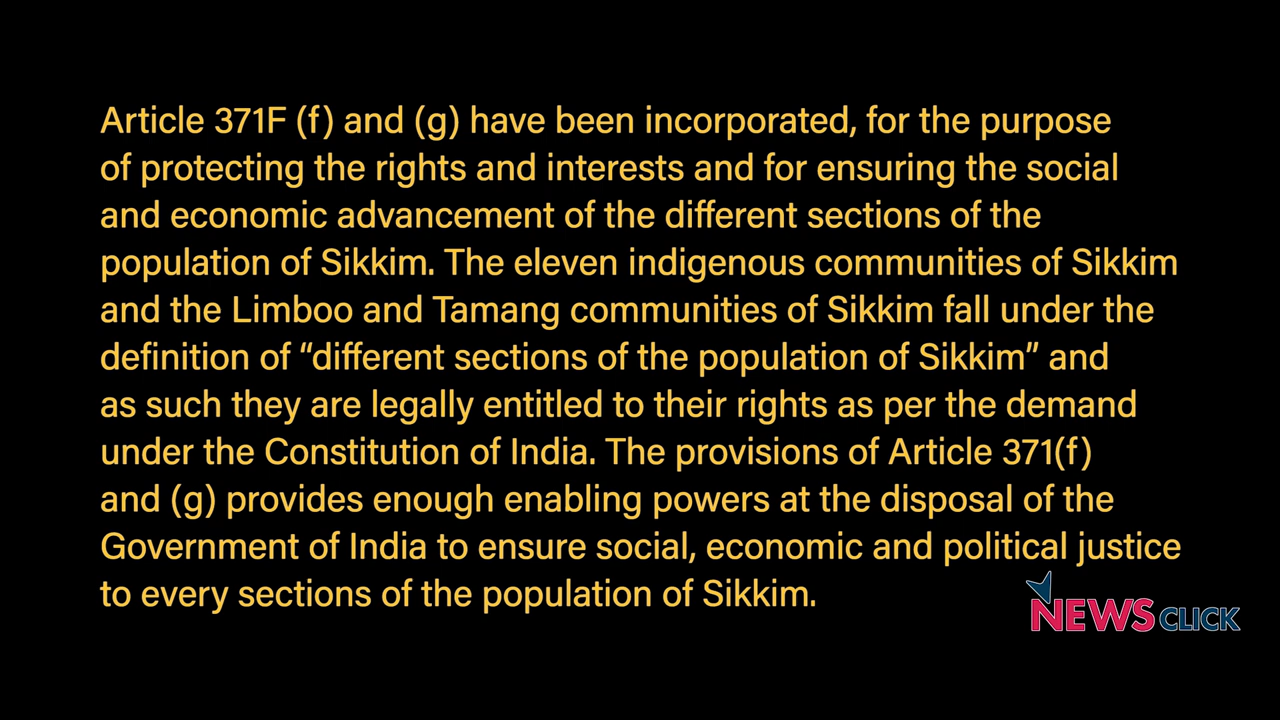 Article 371F (f) and (g) have been incorporated, for the purpose
of protecting the rights and interests and for ensuring the social
and economic advancement of the different sections of the
population of Sikkim. The eleven indigenous communities of Sikkim
and the Limboo and Tamang communities of Sikkim fall under the
definition of “different sections of the population of Sikkim” and
as such they are legally entitled to their rights as per the demand
under the Constitution of India. The provisions of Article 371(f)
and (g) provides enough enabling powers at the disposal of the
Government of India to ensure social, economic and political justice
to every sections of the population of Sikkim.
NEWSCLICK